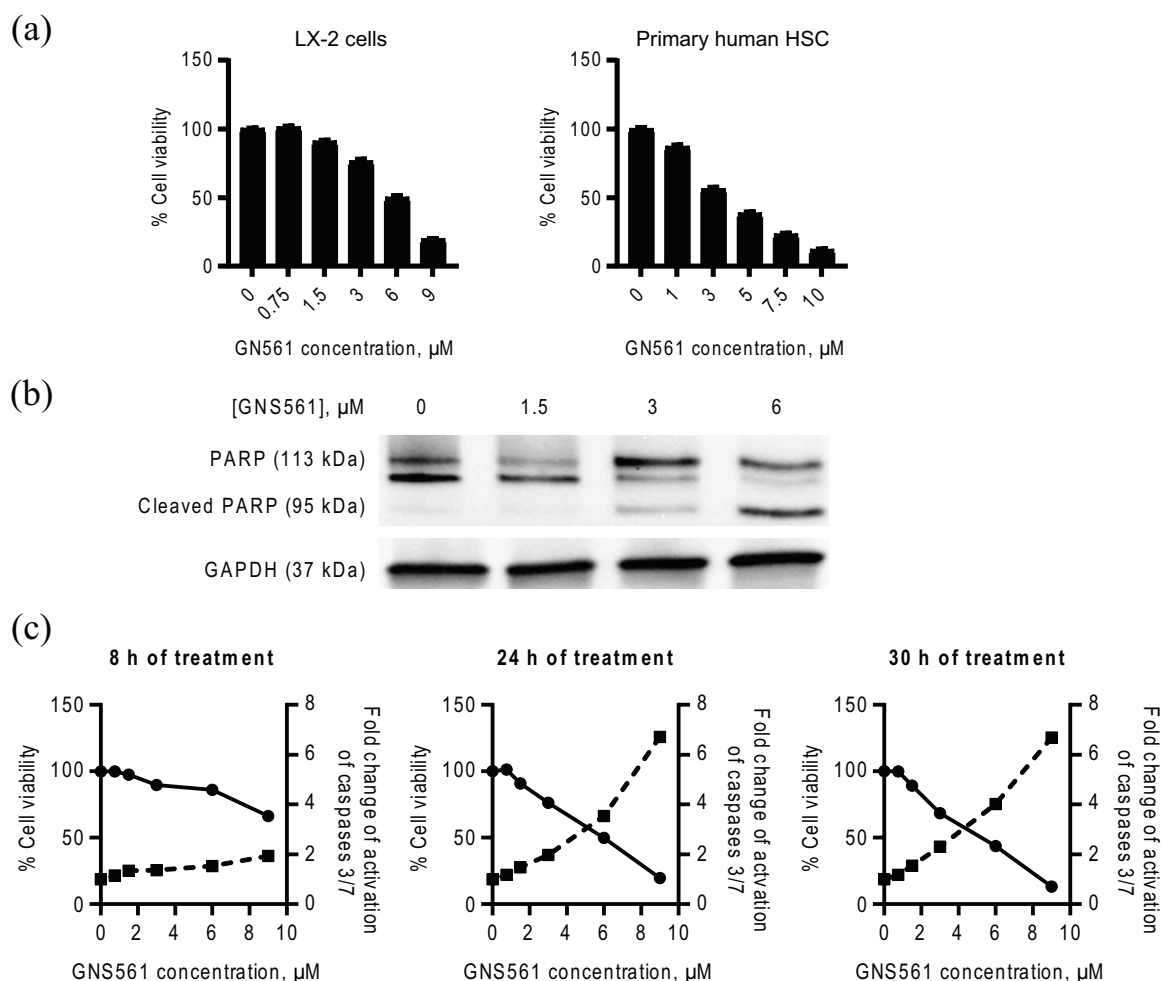 (a)
LX-2 cells
150
100
50
0
% Cell viability
0
0.75
1.5
3
6
9
GN561 concentration, µM
Primary human HSC
150
100
50
0
% Cell viability
0
1
3
5
7.5
10
GN561 concentration, µM
(b)
[GNS561], µM 0 1.5 3 6
PARP (113 kDa)
Cleaved PARP (95 kDa)
GAPDH (37 kDa)
(c)
8 h of treatment
150
100
50
0
% Cell viability
8
6
4
2
0
Fold change of activation
of caspases 3/7
0 2 4 6 8 10
GNS561 concentration, µM
24 h of treatment
150
100
50
0
% Cell viability
8
6
4
2
0
Fold change of activation
of caspases 3/7
0 2 4 6 8 10
GNS561 concentration, µM
30 h of treatment
150
100
50
0
% Cell viability
8
6
4
2
0
Fold change of activation
of caspases 3/7
0 2 4 6 8 10
GNS561 concentration, µM